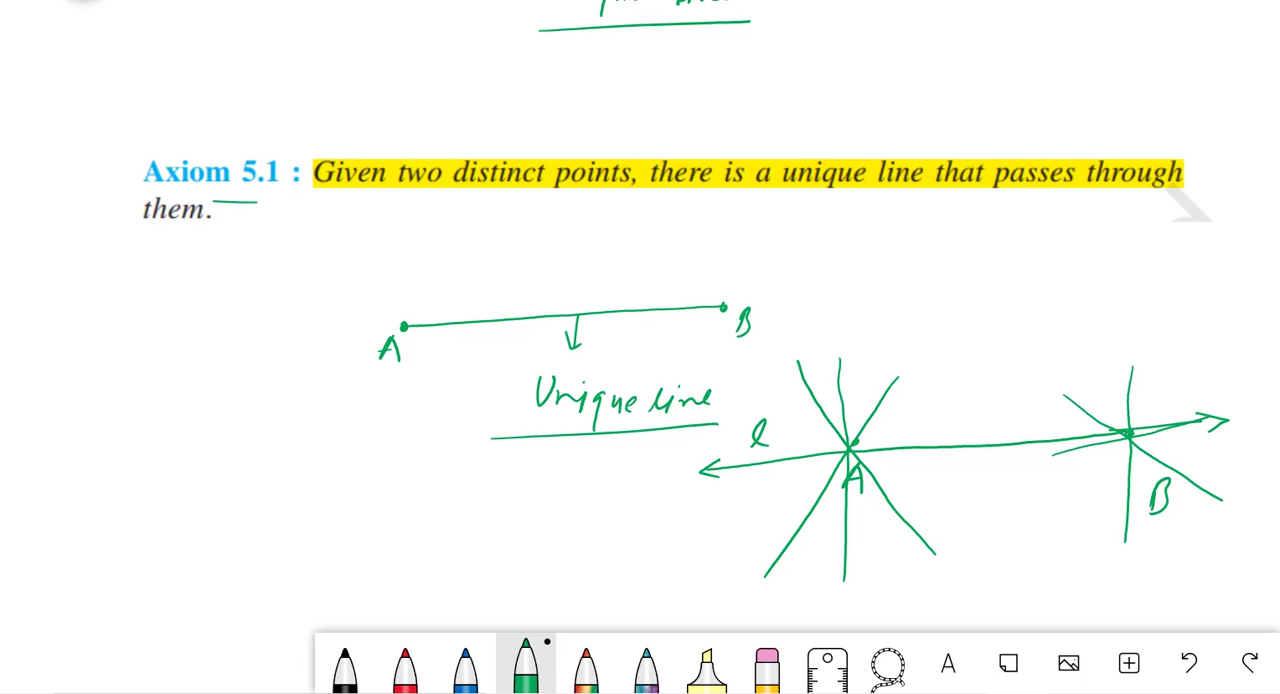 Axiom 5.1 : Given two distinct points, there is a unique line that passes through
them.
A
B
Unique line
l
A
B
A